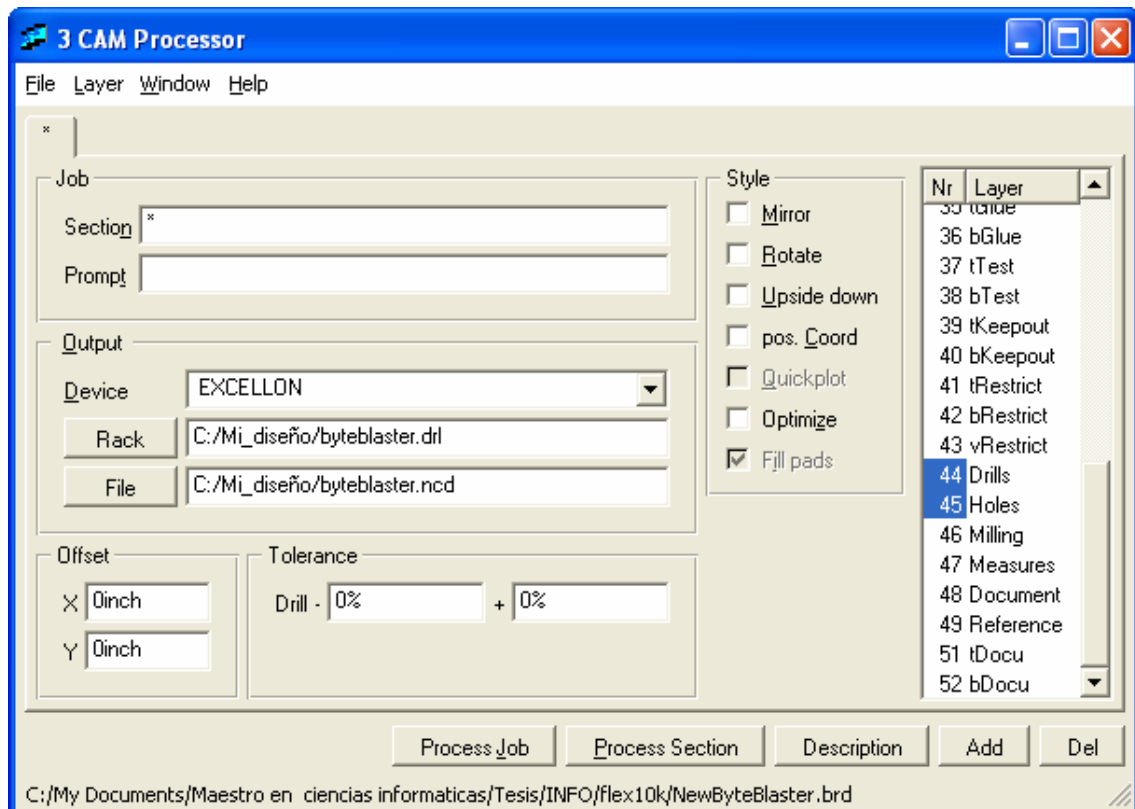 3 CAM Processor
File Layer Window Help
*
Job
Section *
Prompt
Output
Device EXCELLON
Rack C:/Mi_diseño/byteblaster.drl
File C:/Mi_diseño/byteblaster.ncd
Offset
X 0inch
Y 0inch
Tolerance
Drill - 0% + 0%
Style
Mirror
Rotate
Upside down
pos. Coord
Quickplot
Optimize
Fill pads
Nr Layer
35 tGlue
36 bGlue
37 tTest
38 bTest
39 tKeepout
40 bKeepout
41 tRestrict
42 bRestrict
43 vRestrict
44 Drills
45 Holes
46 Milling
47 Measures
48 Document
49 Reference
51 tDocu
52 bDocu
Process Job Process Section Description Add Del
C:/My Documents/Maestro en ciencias informaticas/Tesis/INFO/flex10k/NewByteBlaster.brd